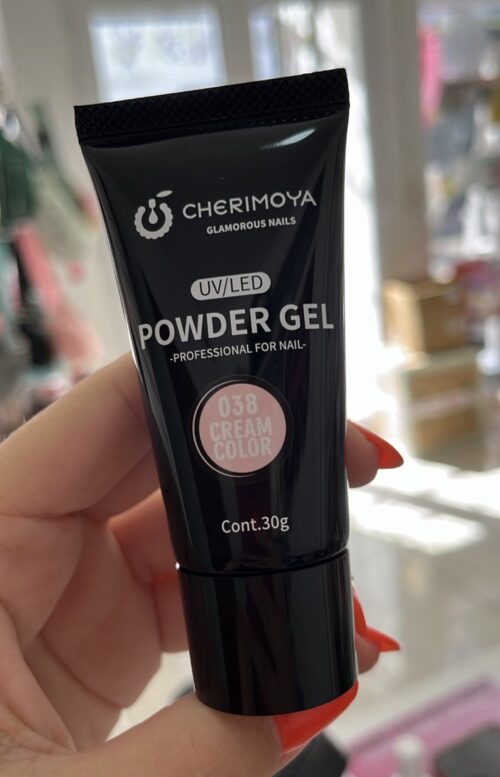 CHERIMOYA
GLAMOROUS NAILS
UV/LED
POWDER GEL
-PROFESSIONAL FOR NAIL-
038
CREAM
COLOR
Cont.30g